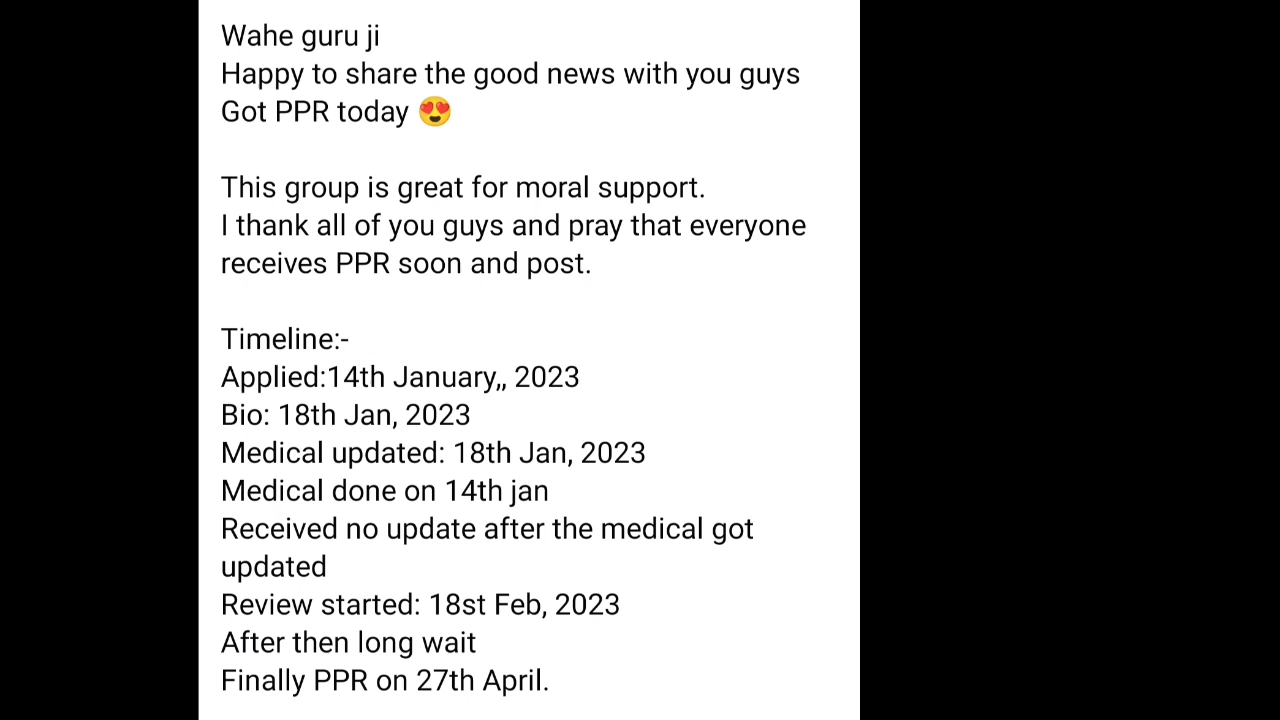 Wahe guru ji
Happy to share the good news with you guys
Got PPR today 😍
This group is great for moral support.
I thank all of you guys and pray that everyone
receives PPR soon and post.
Timeline:-
Applied:14th January,, 2023
Bio: 18th Jan, 2023
Medical updated: 18th Jan, 2023
Medical done on 14th jan
Received no update after the medical got
updated
Review started: 18st Feb, 2023
After then long wait
Finally PPR on 27th April.